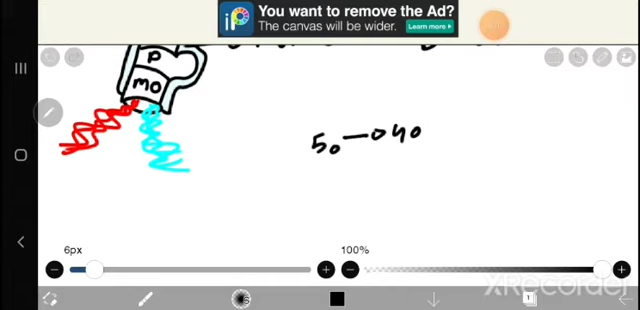 You want to remove the Ad?
The canvas will be wider.
Learn more
P
mo
50—040
6px
100%
1
XRecorder